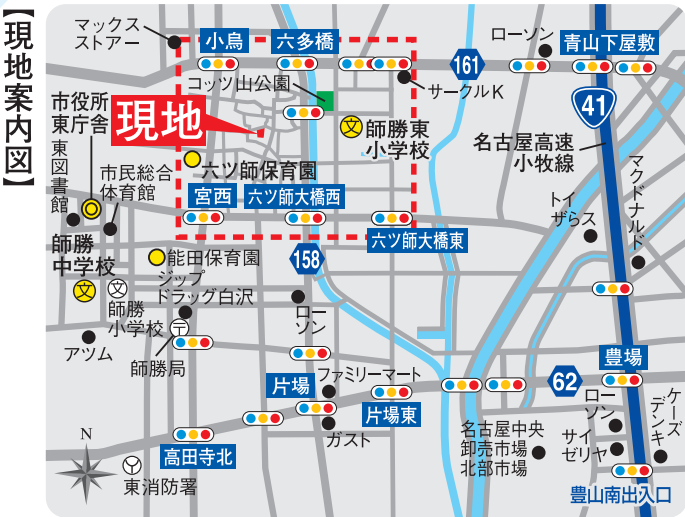 【現地案内図】
マックス
ストアー
小鳥
六多橋
161
ローソン
青山下屋敷
コッツ山公園
サークルK
41
市役所
東庁舎
現地
文
師勝東
小学校
名古屋高速
小牧線
東図書館
市民総合
体育館
六ツ師保育園
マクドナルド
宮西
六ツ師大橋西
トイ
ザらス
六ツ師大橋東
師勝
中学校
文
能田保育園
158
文
師勝
小学校
ジップ
ドラッグ白沢
ローソン
〒
師勝局
アツム
豊場
片場
ファミリーマート
62
片場東
ローソン
ケーズ
デンキ
ガスト
名古屋中央
卸売市場
北部市場
サイ
ゼリヤ
高田寺北
N
Y
東消防署
豊山南出入口